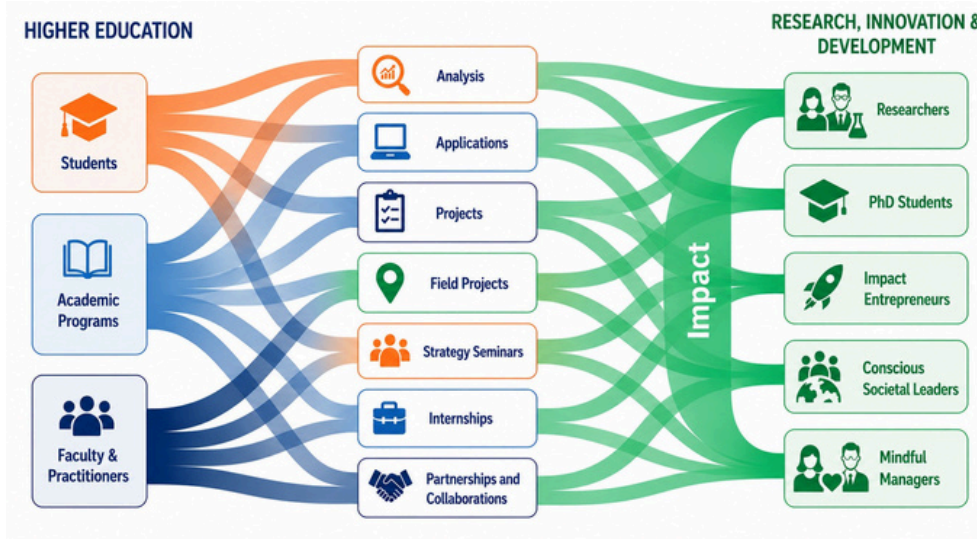 HIGHER EDUCATION
RESEARCH, INNOVATION &
DEVELOPMENT
Students
Academic
Programs
Faculty &
Practitioners
Analysis
Applications
Projects
Field Projects
Strategy Seminars
Internships
Partnerships and
Collaborations
Impact
Researchers
PhD Students
Impact
Entrepreneurs
Conscious
Societal Leaders
Mindful
Managers